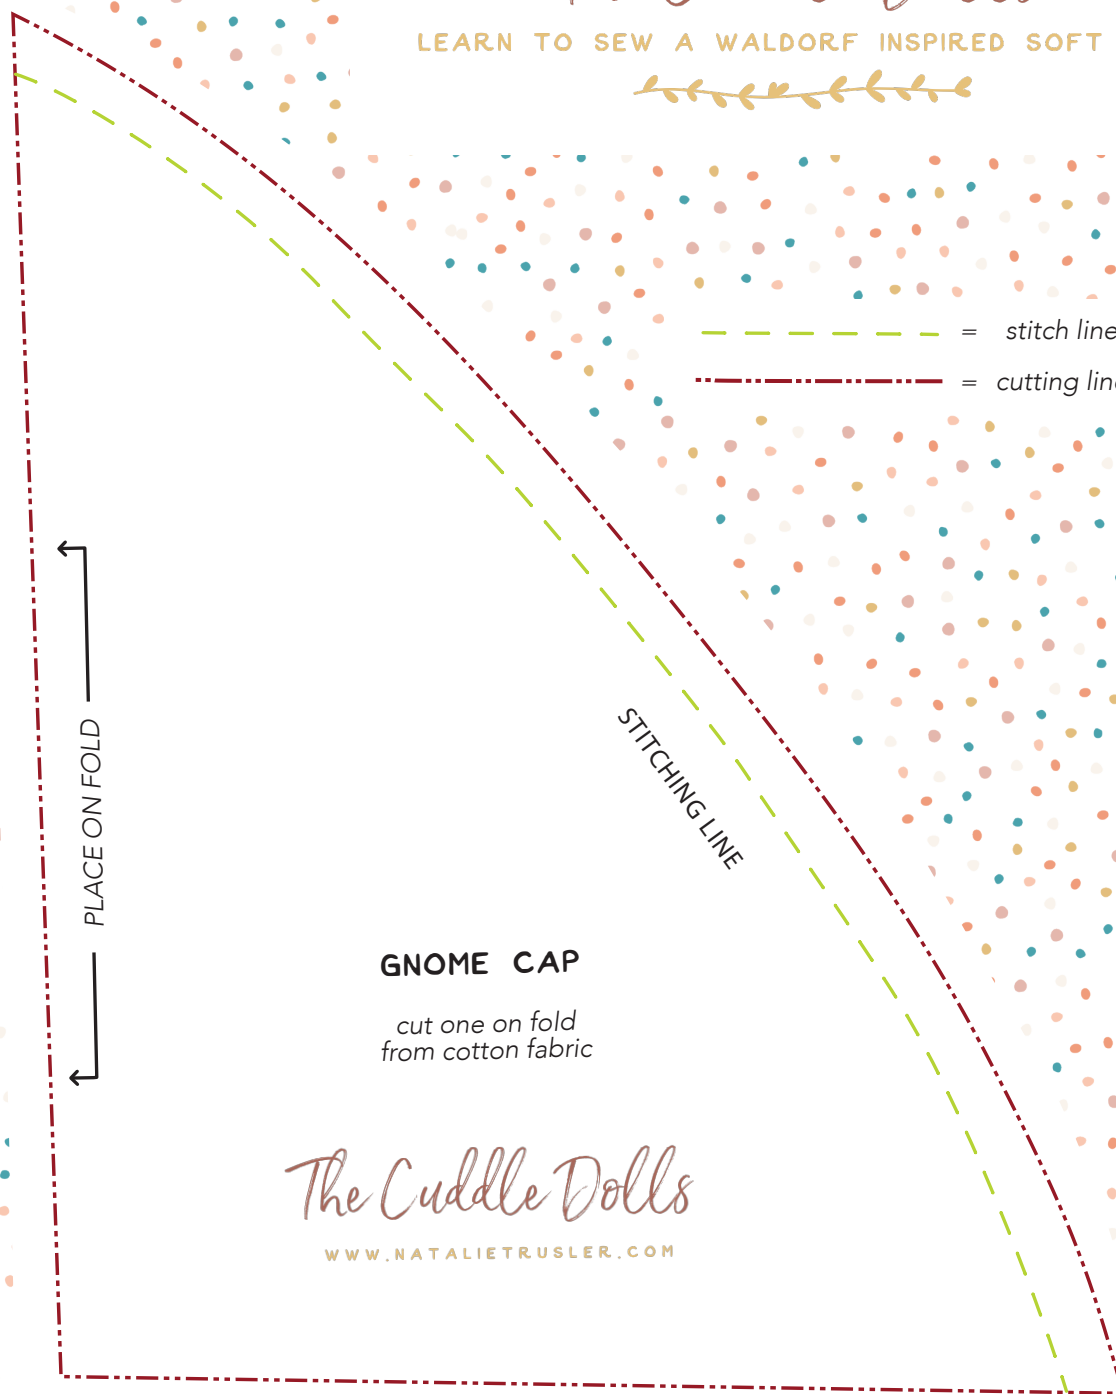 LEARN TO SEW A WALDORF INSPIRED SOFT
= stitch line
= cutting line
PLACE ON FOLD
STITCHING LINE
GNOME CAP
cut one on fold
from cotton fabric
The Cuddle Dolls
WWW.NATALIETRUSLER.COM